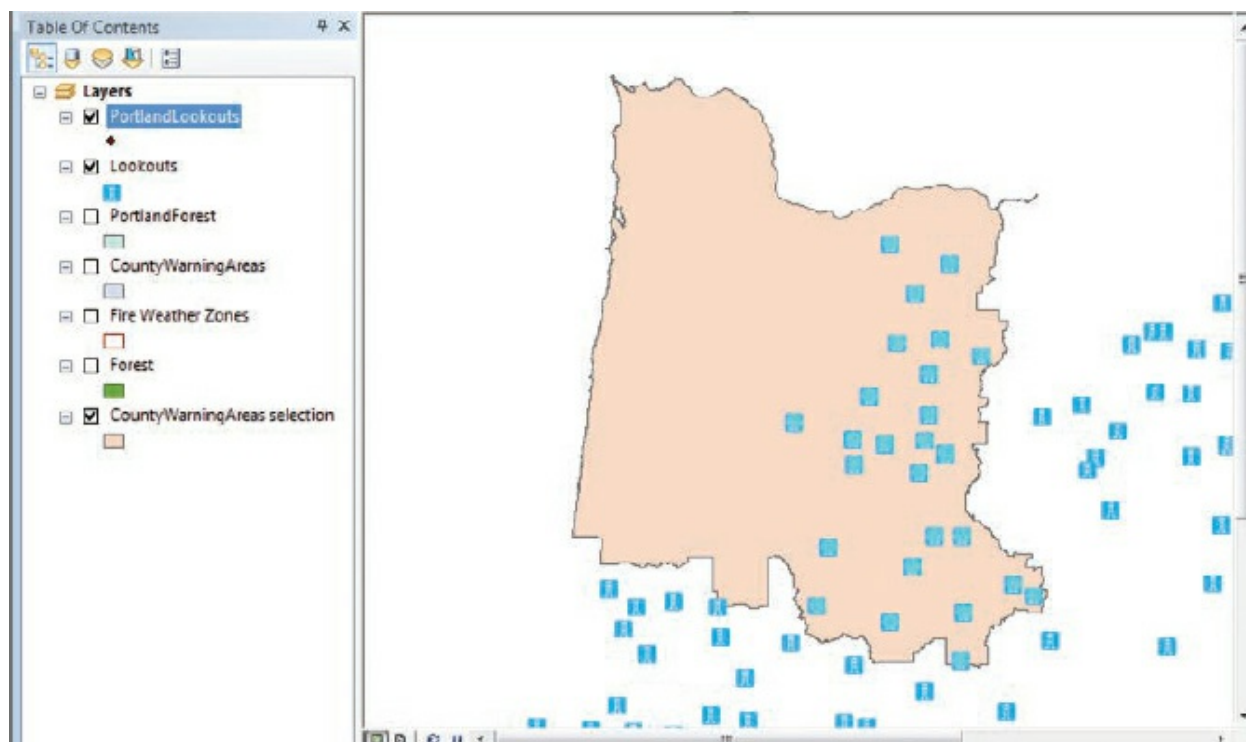 Table Of Contents
Layers
PortlandLookouts
Lookouts
PortlandForest
CountyWarningAreas
Fire Weather Zones
Forest
CountyWarningAreas selection